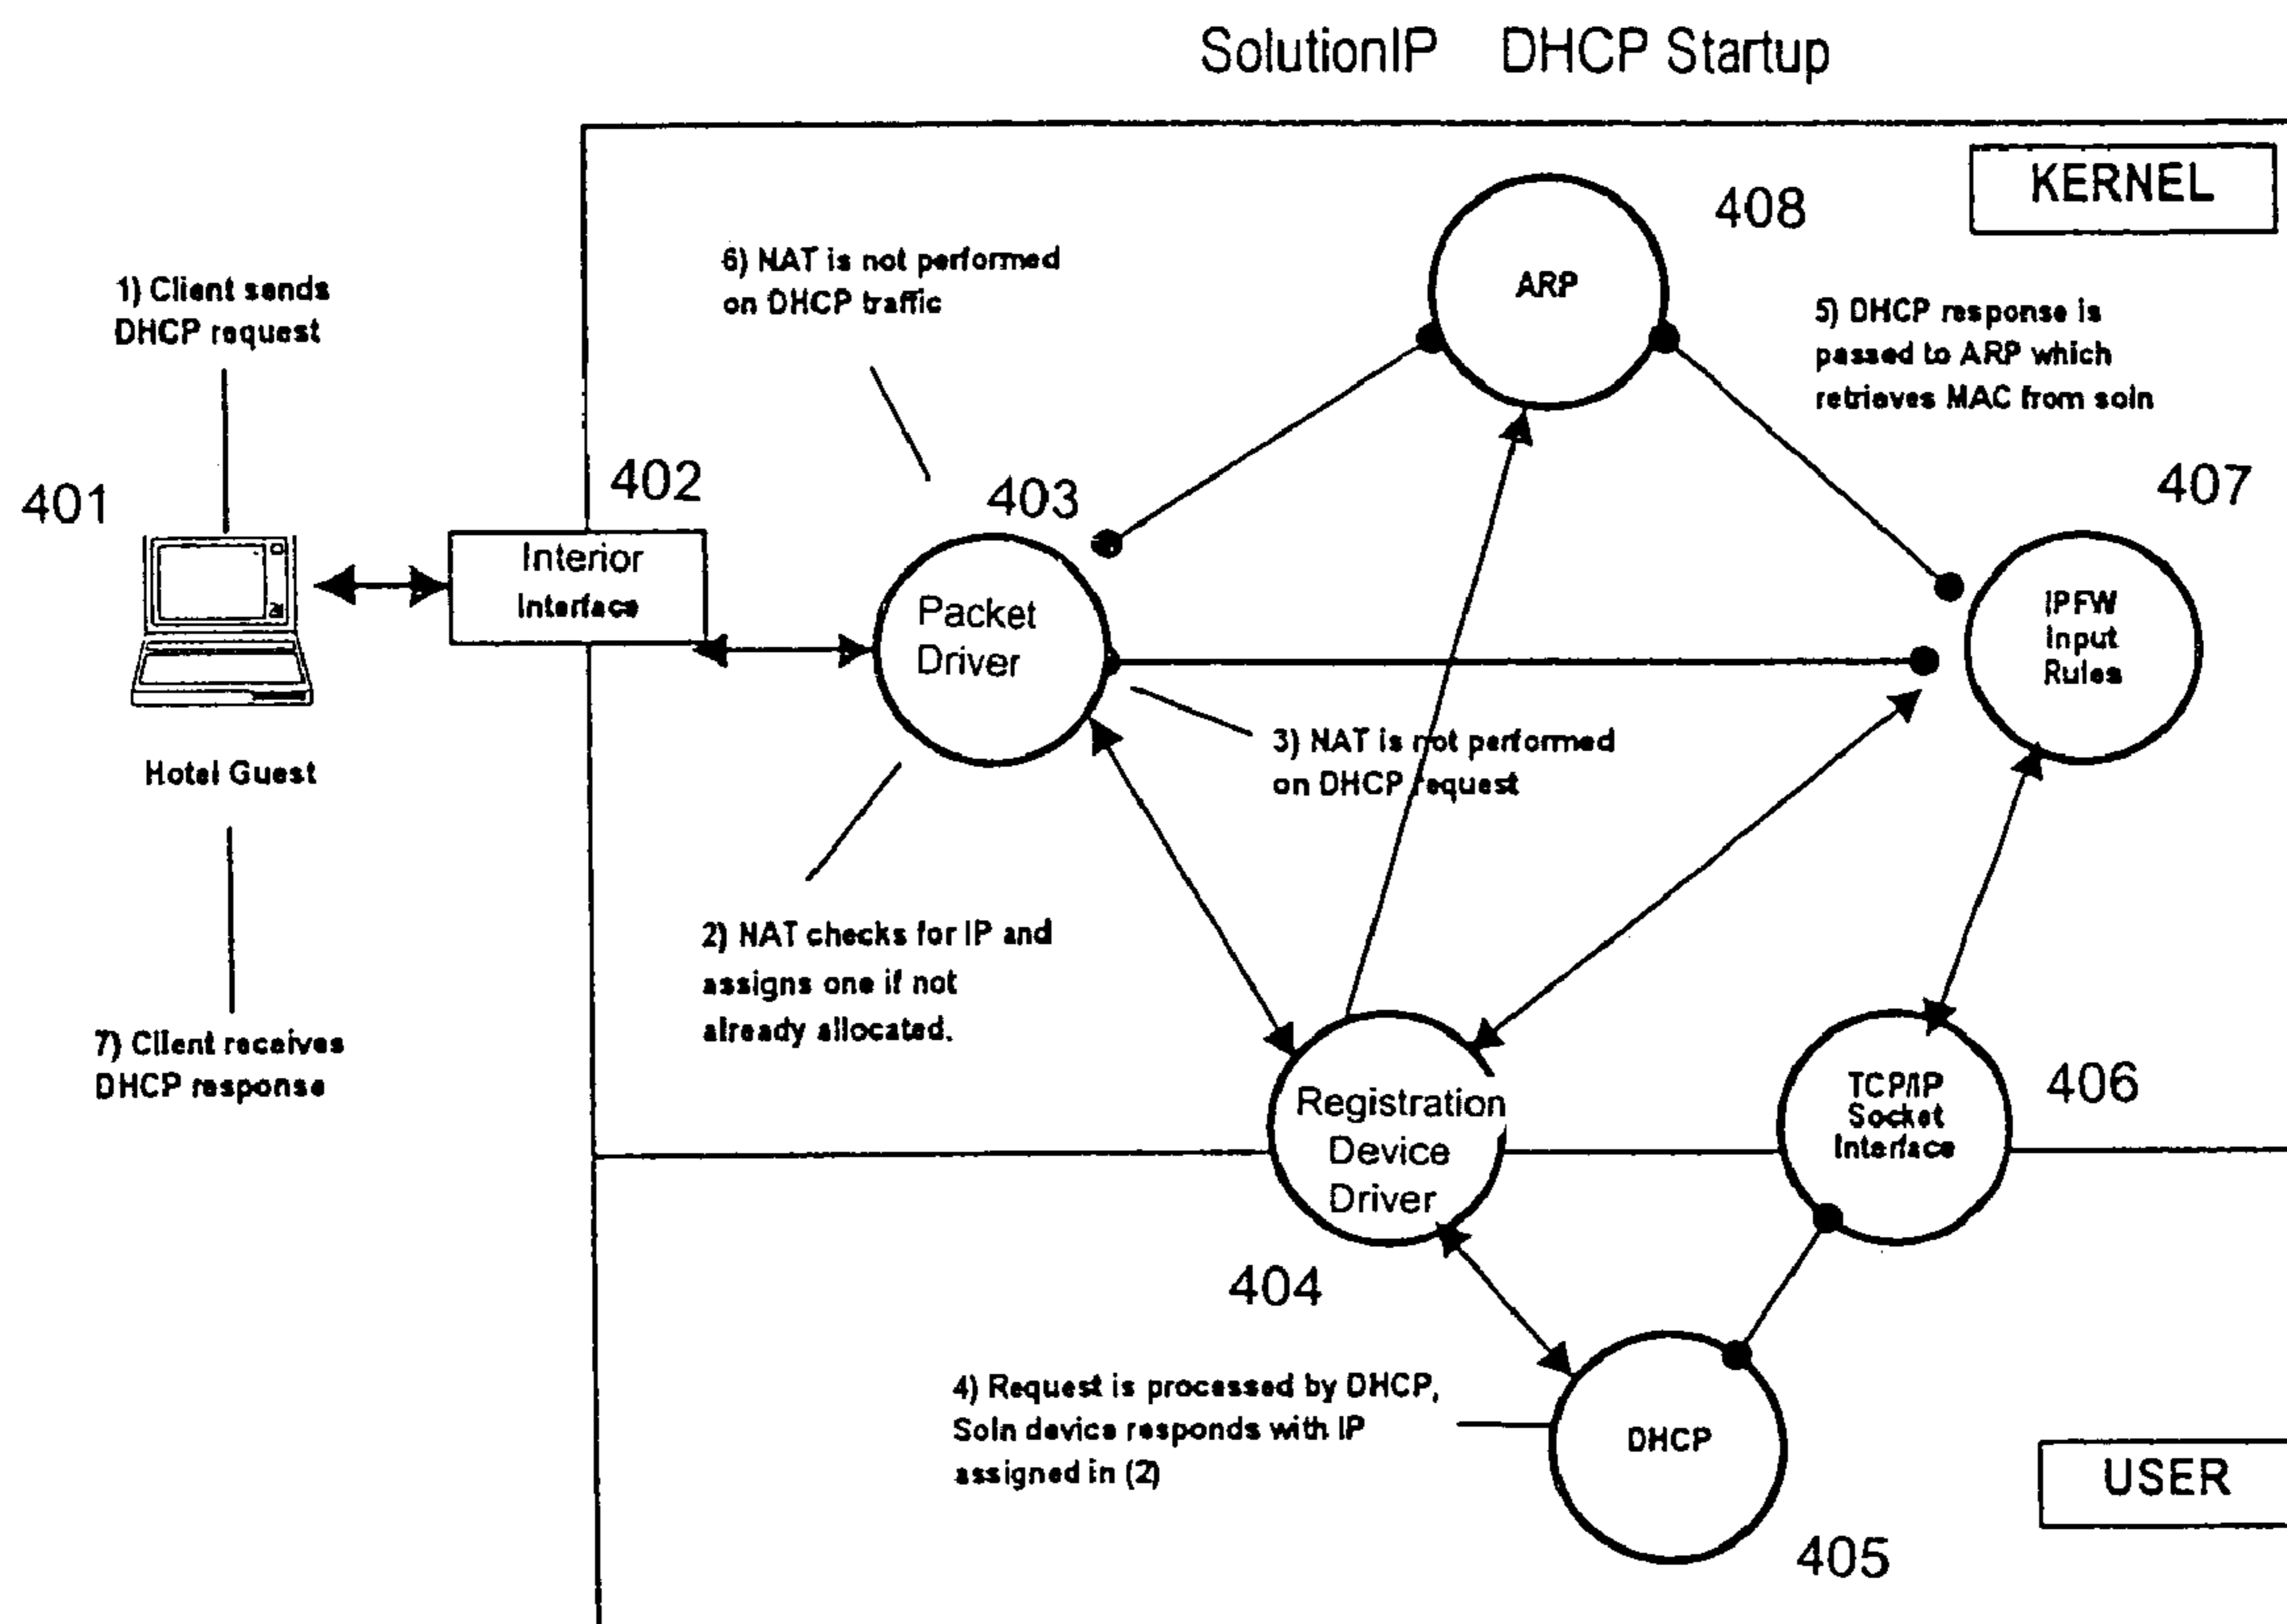 SolutionIP DHCP Startup
KERNEL
408
ARP
6) NAT is not performed
on DHCP traffic
1) Client sends
DHCP request
5) DHCP response is
passed to ARP which
retrieves MAC from soln
401
402
403
407
Interior
Interface
Packet
Driver
IPFW
Input
Rules
3) NAT is not performed
on DHCP request
Hotel Guest
2) NAT checks for IP and
assigns one if not
already allocated.
7) Client receives
DHCP response
Registration
Device
Driver
TCP/IP
Socket
Interface
406
404
4) Request is processed by DHCP,
Soln device responds with IP
assigned in (2)
DHCP
USER
405